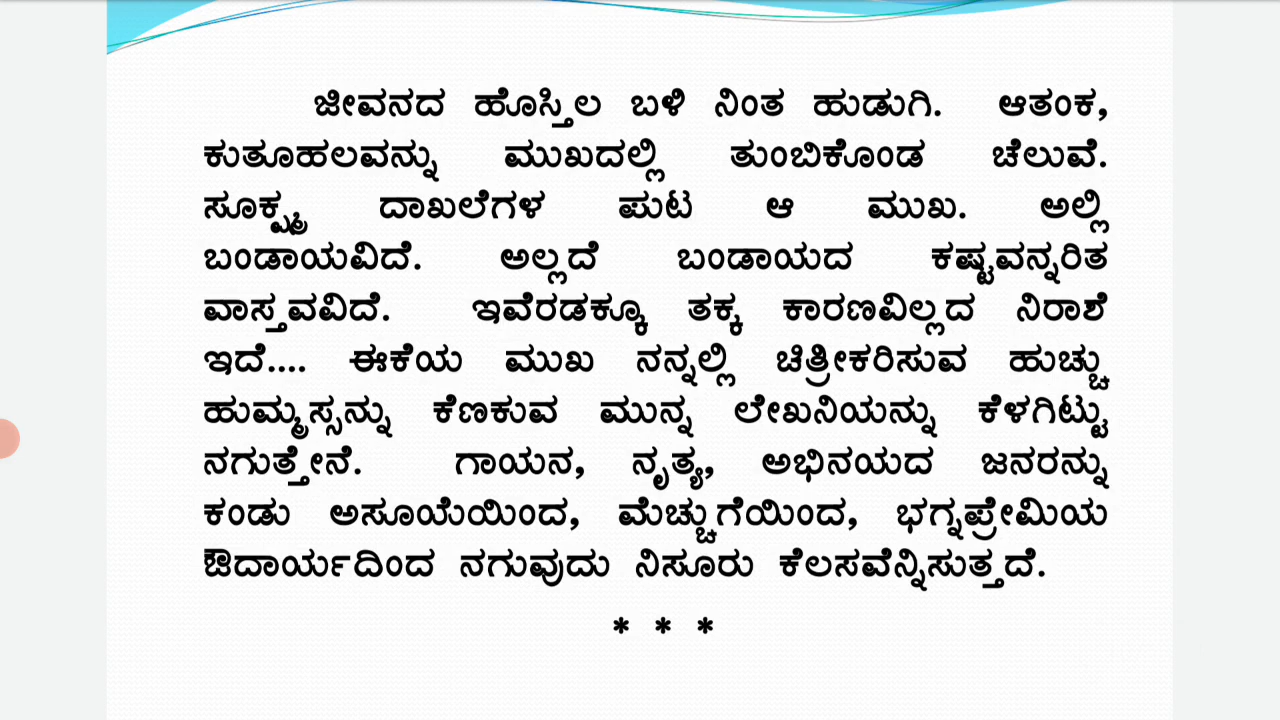 ಜೀವನದ ಹೊಸ್ತಿಲ ಬಳಿ ನಿಂತ ಹುಡುಗಿ. ಆತಂಕ,
ಕುತೂಹಲವನ್ನು ಮುಖದಲ್ಲಿ ತುಂಬಿಕೊಂಡ ಚೆಲುವೆ.
ಸೂಕ್ಷ್ಮ ದಾಖಲೆಗಳ ಪುಟ ಆ ಮುಖ. ಅಲ್ಲಿ
ಬಂಡಾಯವಿದೆ. ಅಲ್ಲದೆ ಬಂಡಾಯದ ಕಷ್ಟವನ್ನರಿತ
ವಾಸ್ತವವಿದೆ. ಇವೆರಡಕ್ಕೂ ತಕ್ಕ ಕಾರಣವಿಲ್ಲದ ನಿರಾಶೆ
ಇದೆ.... ಈಕೆಯ ಮುಖ ನನ್ನಲ್ಲಿ ಚಿತ್ರೀಕರಿಸುವ ಹುಚ್ಚು
ಹುಮ್ಮಸ್ಸನ್ನು ಕೆಣಕುವ ಮುನ್ನ ಲೇಖನಿಯನ್ನು ಕೆಳಗಿಟ್ಟು
ನಗುತ್ತೇನೆ. ಗಾಯನ, ನೃತ್ಯ, ಅಭಿನಯದ ಜನರನ್ನು
ಕಂಡು ಅಸೂಯೆಯಿಂದ, ಮೆಚ್ಚುಗೆಯಿಂದ, ಭಗ್ನಪ್ರೇಮಿಯ
ಔದಾರ್ಯದಿಂದ ನಗುವುದು ನಿಸೂರು ಕೆಲಸವೆನ್ನಿಸುತ್ತದೆ.
* * *